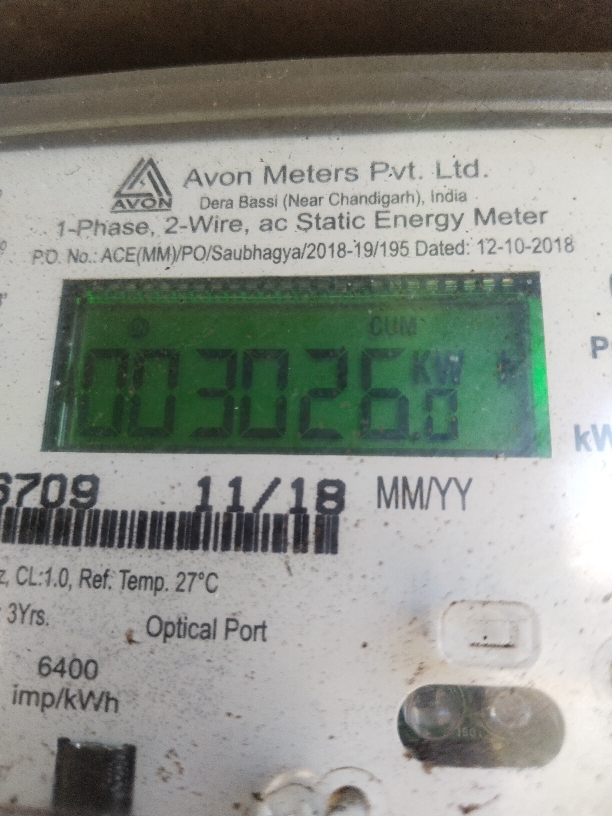 Avon Meters Pvt. Ltd.
AVON
Dera Bassi (Near Chandigarh), India
1-Phase, 2-Wire, ac Static Energy Meter
P.O. No.: ACE(MM)/PO/Saubhagya/2018-19/195 Dated: 12-10-2018
CUM
003026.0 KW
6709 11/18 MM/YY
z, CL:1.0, Ref. Temp. 27°C
3Yrs.
Optical Port
6400
imp/kWh
P
kW